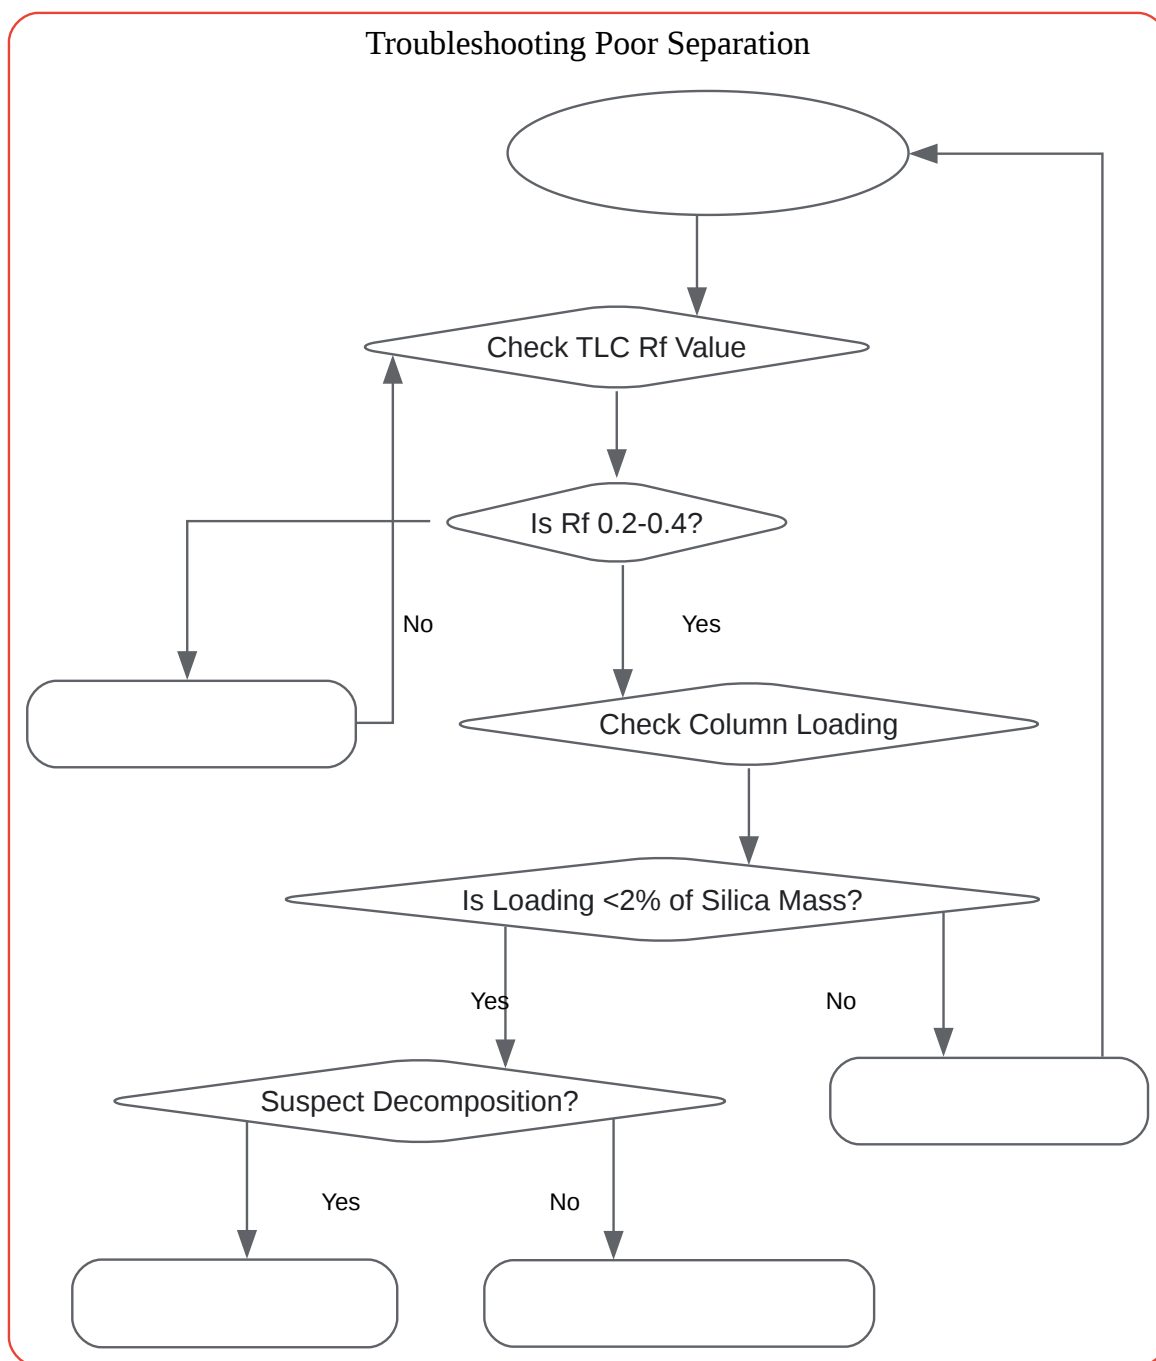 Troubleshooting Poor Separation
Check TLC Rf Value
Is Rf 0.2-0.4?
No
Yes
Check Column Loading
Is Loading <2% of Silica Mass?
Yes
No
Suspect Decomposition?
Yes
No